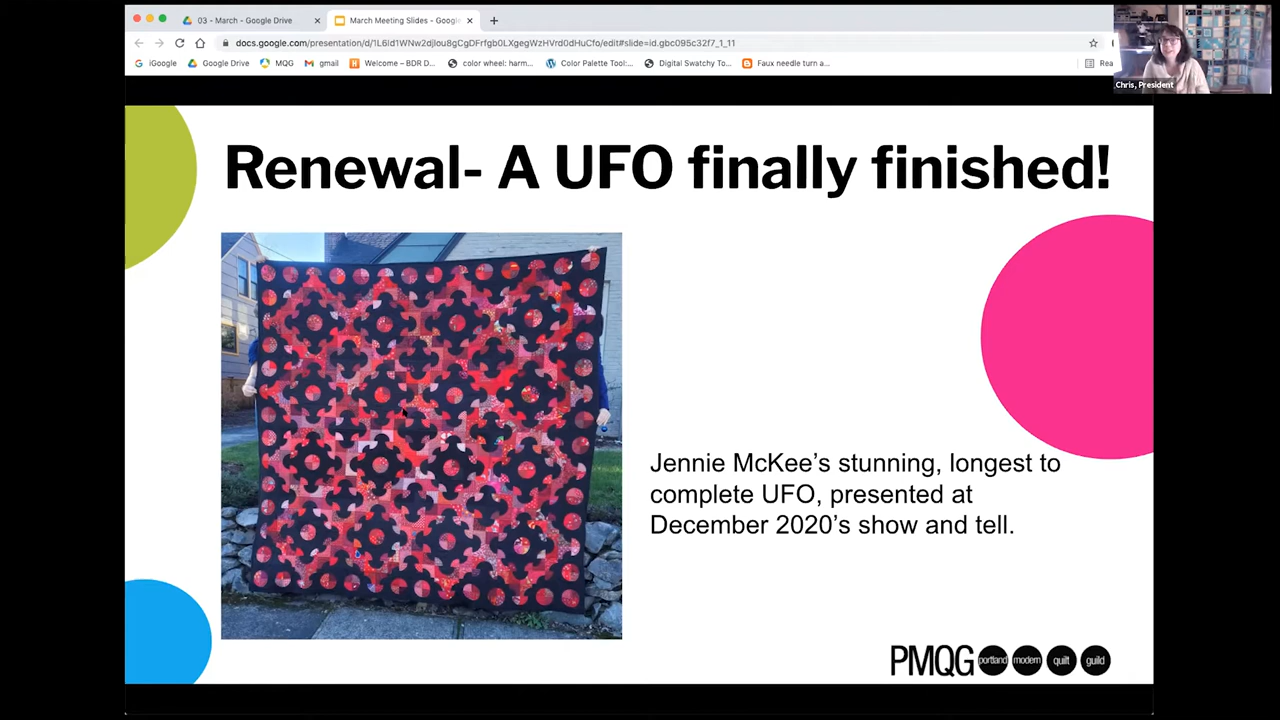 03 - March - Google Drive
March Meeting Slides - Google
docs.google.com/presentation/d/1L6Id1WNw2djlou8gCgDFrfgb0LXgegWzHVrd0dHuCfo/edit#slide=id.gbc095c32f7_1_11
iGoogle
Google Drive
MQG
gmail
Welcome – BDR D...
color wheel: harm...
Color Palette Tool:...
Digital Swatchy To...
Faux needle turn a...
Rea
Chris, President
Renewal- A UFO finally finished!
Jennie McKee’s stunning, longest to
complete UFO, presented at
December 2020’s show and tell.
PMQG portland modern quilt guild